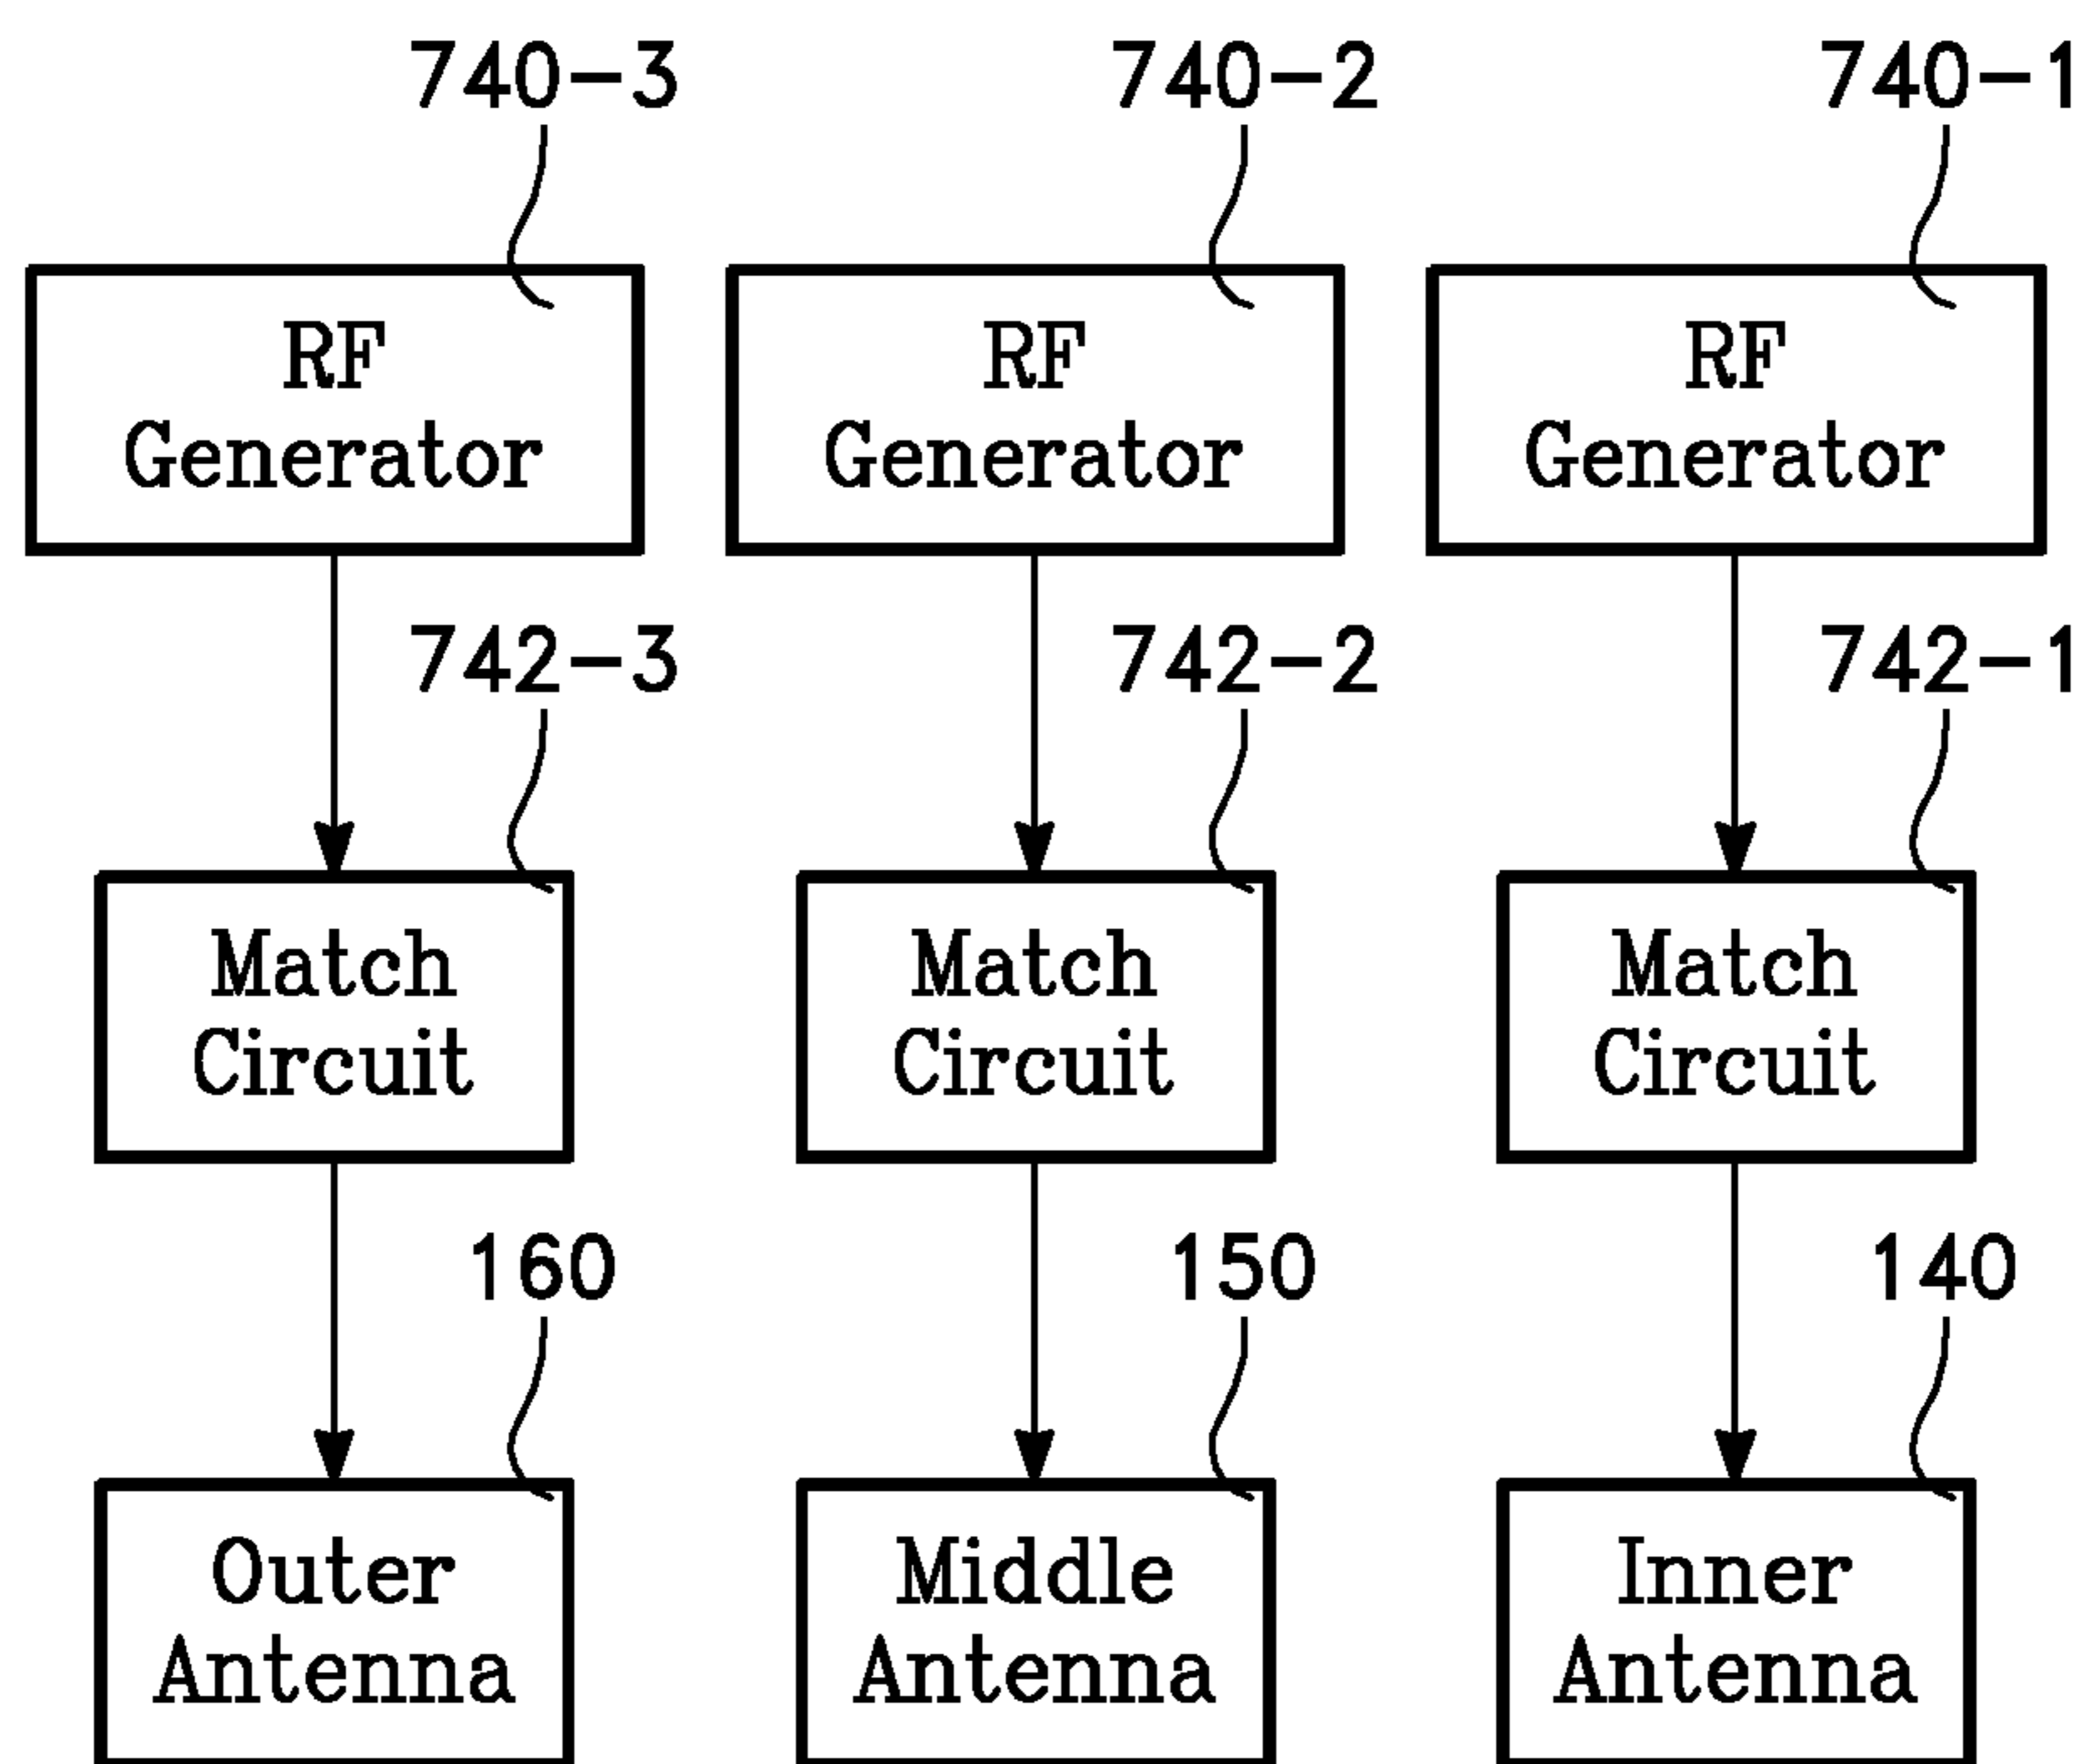 740-3 740-2 740-1
RF RF RF
Generator Generator Generator
742-3 742-2 742-1
Match Match Match
Circuit Circuit Circuit
160 150 140
Outer Middle Inner
Antenna Antenna Antenna